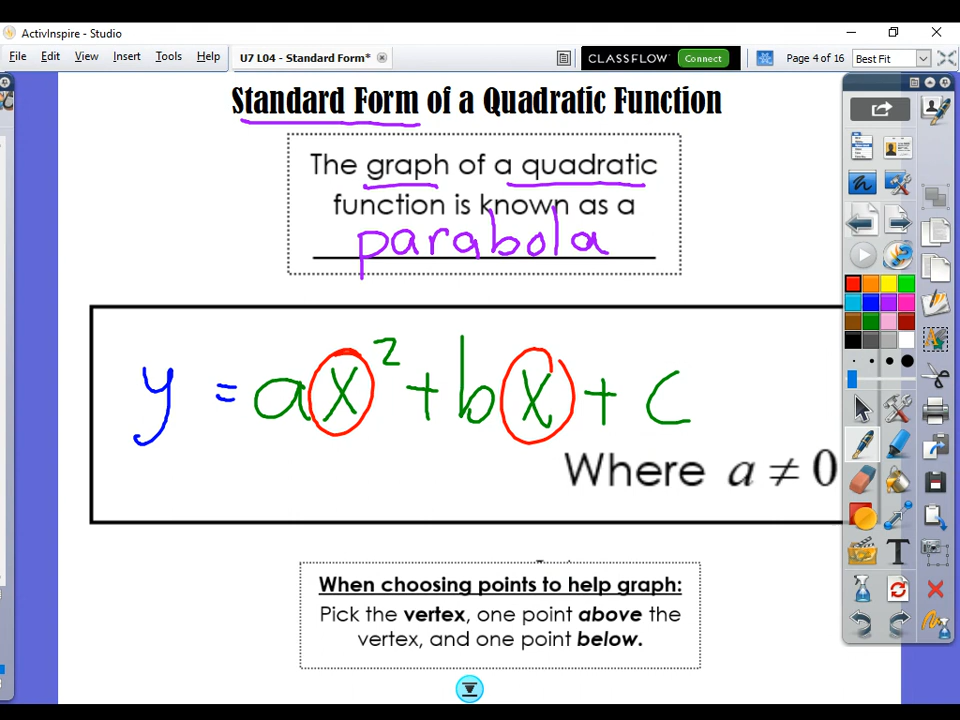 ActivInspire - Studio
File Edit View Insert Tools Help U7 L04 - Standard Form* CLASSFLOW Connect Page 4 of 16 Best Fit
Standard Form of a Quadratic Function
The graph of a quadratic
function is known as a
parabola
y = ax² + bx + c
Where a ≠ 0
When choosing points to help graph:
Pick the vertex, one point above the
vertex, and one point below.